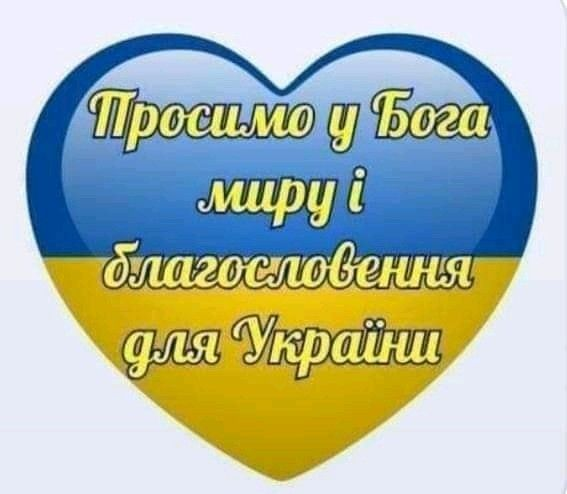 Просимо у Бога
миру і
благословення
для України